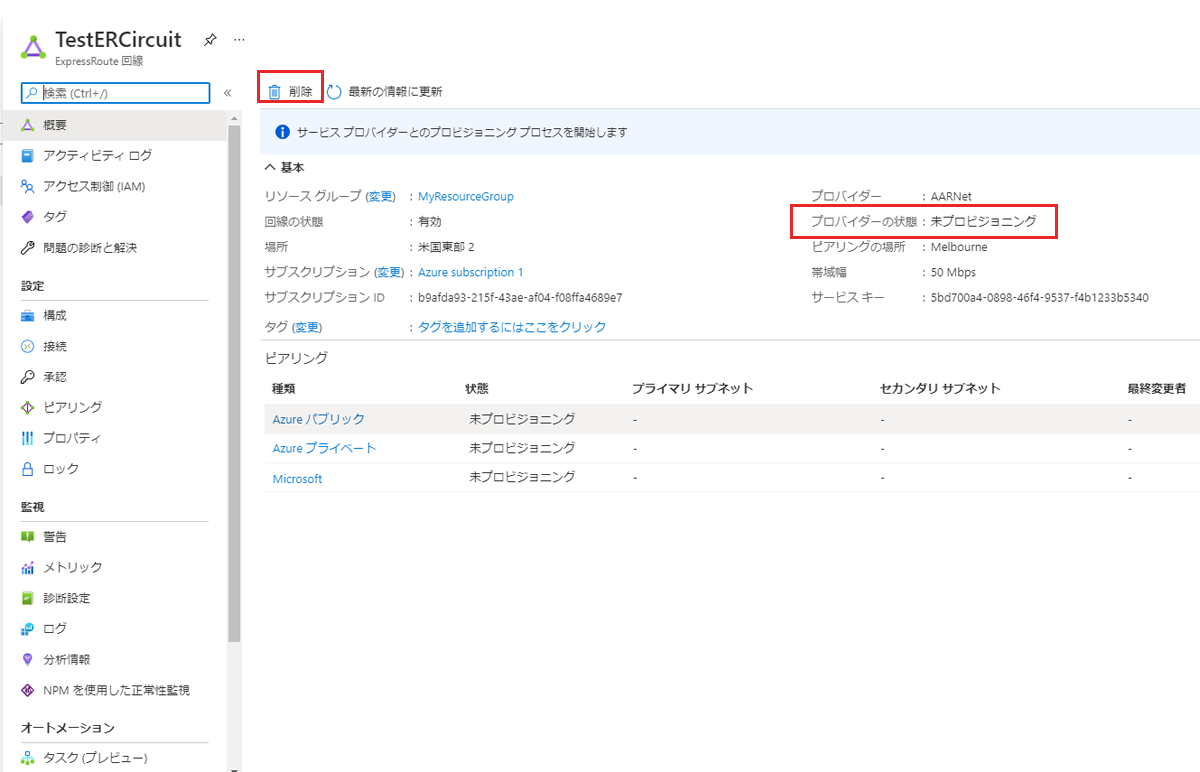 TestERCircuit
ExpressRoute 回線
検索 (Ctrl+/)
«
概要
アクティビティ ログ
アクセス制御 (IAM)
タグ
問題の診断と解決
設定
構成
接続
承認
ピアリング
プロパティ
ロック
監視
警告
メトリック
診断設定
ログ
分析情報
NPM を使用した正常性監視
オートメーション
タスク (プレビュー)
削除 最新の情報に更新
サービス プロバイダーとのプロビジョニング プロセスを開始します
基本
リソース グループ (変更) : MyResourceGroup
回線の状態 : 有効
場所 : 米国東部 2
サブスクリプション (変更) : Azure subscription 1
サブスクリプション ID : b9afda93-215f-43ae-af04-f08ffa4689e7
タグ (変更) : タグを追加するにはここをクリック
プロバイダー : AARNet
プロバイダーの状態 : 未プロビジョニング
ピアリングの場所 : Melbourne
帯域幅 : 50 Mbps
サービス キー : 5bd700a4-0898-46f4-9537-f4b1233b5340
ピアリング
種類 状態 プライマリ サブネット セカンダリ サブネット 最終変更者
Azure パブリック 未プロビジョニング - - -
Azure プライベート 未プロビジョニング - - -
Microsoft 未プロビジョニング - - -